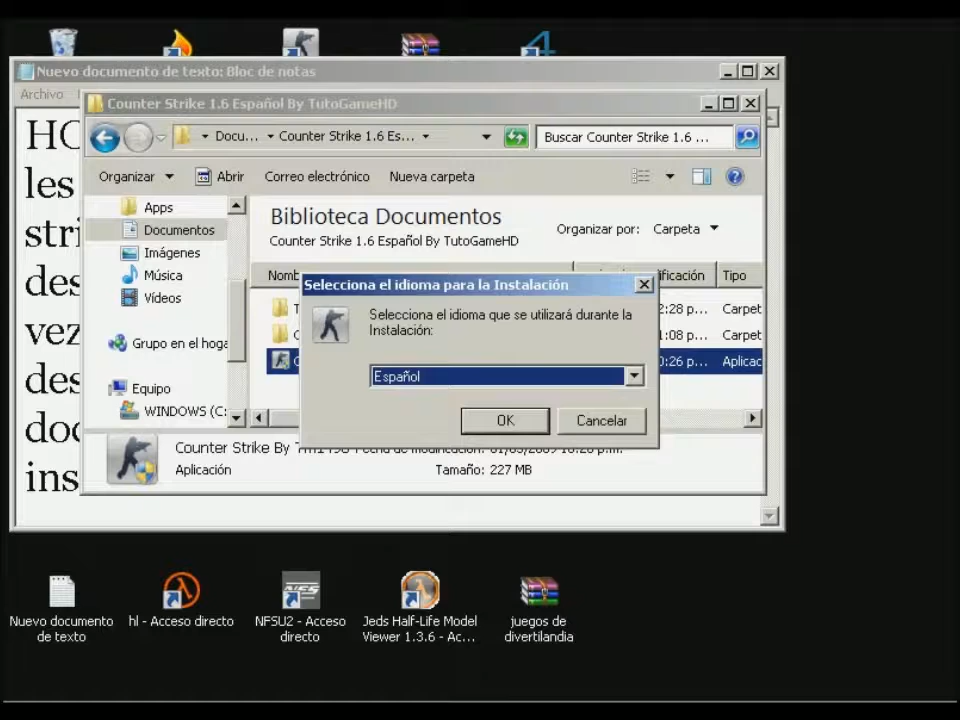 Nuevo documento de texto: Bloc de notas
Archivo
Counter Strike 1.6 Español By TutoGameHD
Docu...
Counter Strike 1.6 Es...
Buscar Counter Strike 1.6 ...
Organizar
Abrir
Correo electrónico
Nueva carpeta
les
Apps
Documentos
Imágenes
Música
Vídeos
Grupo en el hoga
Equipo
WINDOWS (C:
Biblioteca Documentos
Counter Strike 1.6 Español By TutoGameHD
Organizar por:
Carpeta
Nomb
ificación
Tipo
2:28 p...
Carpet
1:08 p...
Carpet
0:26 p...
Aplicac
Selecciona el idioma para la Instalación
Selecciona el idioma que se utilizará durante la
Instalación:
Español
OK
Cancelar
Counter Strike By
Aplicación
Tamaño: 227 MB
HO
stri
des
vez
des
doc
ins
Nuevo documento
de texto
hl - Acceso directo
NFSU2 - Acceso
directo
Jeds Half-Life Model
Viewer 1.3.6 - Ac...
juegos de
divertilandia